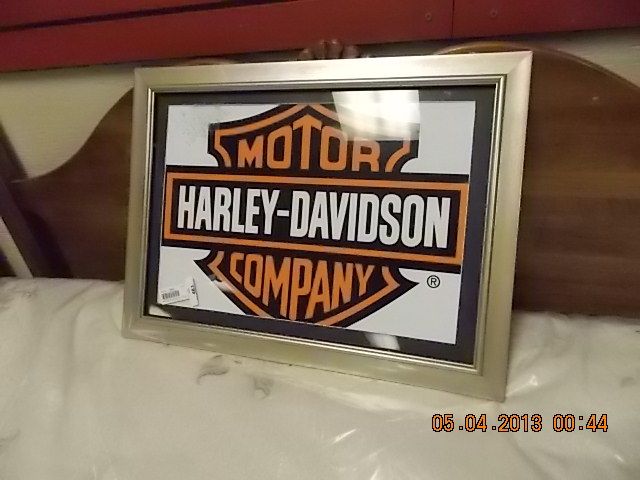 MOTOR
HARLEY-DAVIDSON
COMPANY
®
05.04.2013 00:44